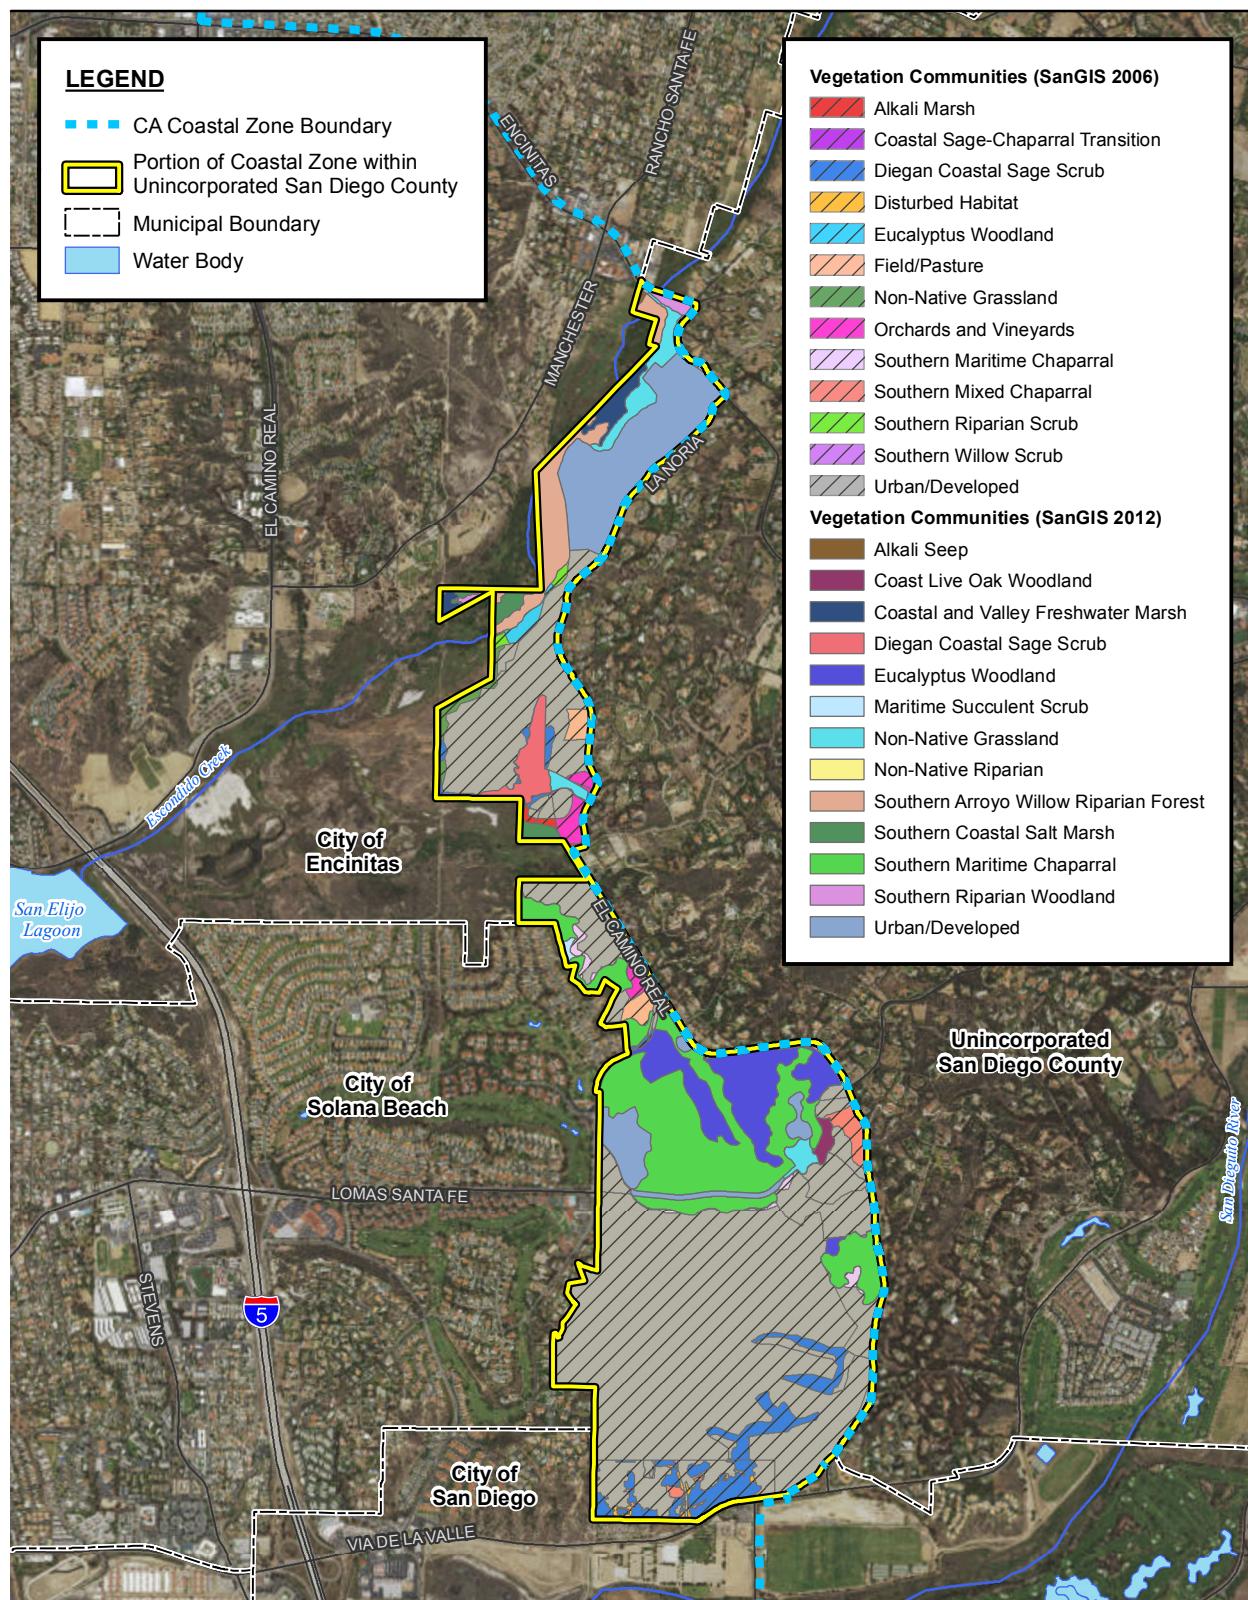 LEGEND
CA Coastal Zone Boundary
Portion of Coastal Zone within
Unincorporated San Diego County
Municipal Boundary
Water Body
Vegetation Communities (SanGIS 2006)
Alkali Marsh
Coastal Sage-Chaparral Transition
Diegan Coastal Sage Scrub
Disturbed Habitat
Eucalyptus Woodland
Field/Pasture
Non-Native Grassland
Orchards and Vineyards
Southern Maritime Chaparral
Southern Mixed Chaparral
Southern Riparian Scrub
Southern Willow Scrub
Urban/Developed
Vegetation Communities (SanGIS 2012)
Alkali Seep
Coast Live Oak Woodland
Coastal and Valley Freshwater Marsh
Diegan Coastal Sage Scrub
Eucalyptus Woodland
Maritime Succulent Scrub
Non-Native Grassland
Non-Native Riparian
Southern Arroyo Willow Riparian Forest
Southern Coastal Salt Marsh
Southern Maritime Chaparral
Southern Riparian Woodland
Urban/Developed
ENCINITAS
RANCHO SANTA FE
MANCHESTER
EL CAMINO REAL
LA NORIA
Escondido Creek
City of
Encinitas
San Elijo
Lagoon
EL CAMINO REAL
Unincorporated
San Diego County
City of
Solana Beach
San Dieguito River
LOMAS SANTA FE
STEVENS
5
City of
San Diego
VIA DE LA VALLE